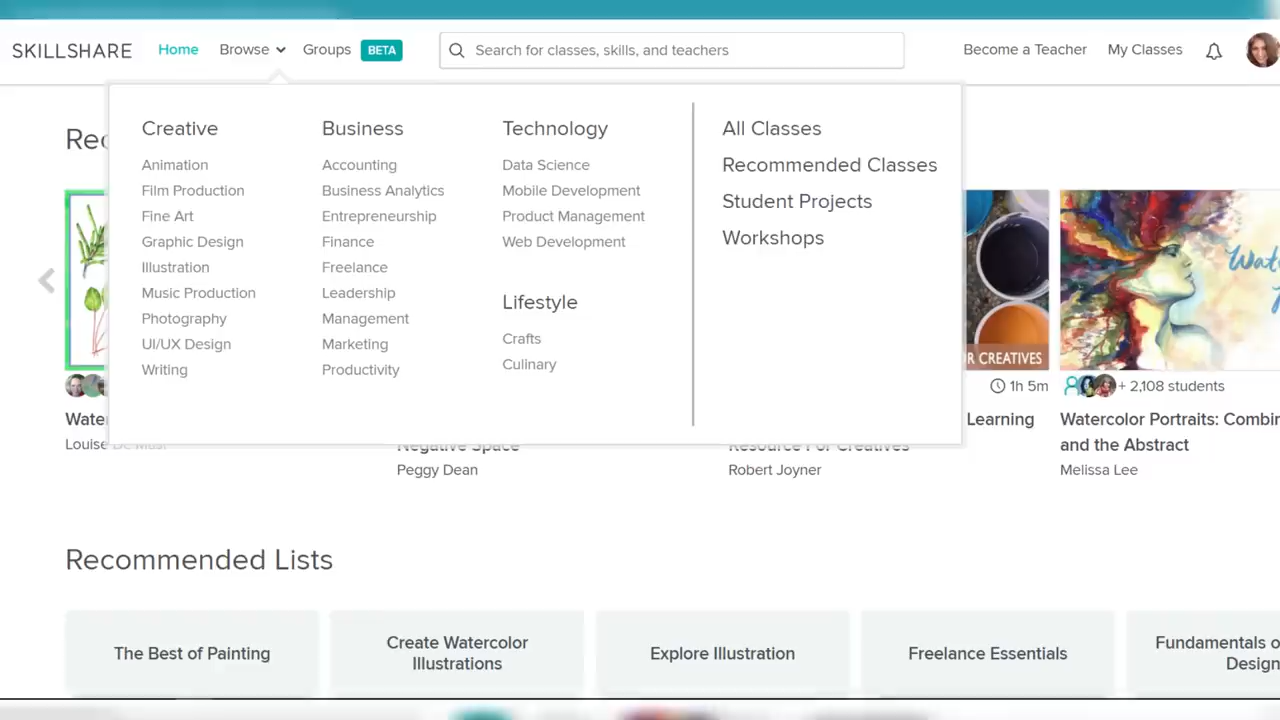 SKILLSHARE Home Browse Groups BETA Search for classes, skills, and teachers Become a Teacher My Classes
Creative
Animation
Film Production
Fine Art
Graphic Design
Illustration
Music Production
Photography
UI/UX Design
Writing
Business
Accounting
Business Analytics
Entrepreneurship
Finance
Freelance
Leadership
Management
Marketing
Productivity
Technology
Data Science
Mobile Development
Product Management
Web Development
Lifestyle
Crafts
Culinary
All Classes
Recommended Classes
Student Projects
Workshops
R CREATIVES
1h 5m
+ 2,108 students
Louise
Negative Space
Peggy Dean
Resource For Creatives
Robert Joyner
Learning
Watercolor Portraits:
and the Abstract
Melissa Lee
Recommended Lists
The Best of Painting
Create Watercolor
Illustrations
Explore Illustration
Freelance Essentials
Fundamentals
Design